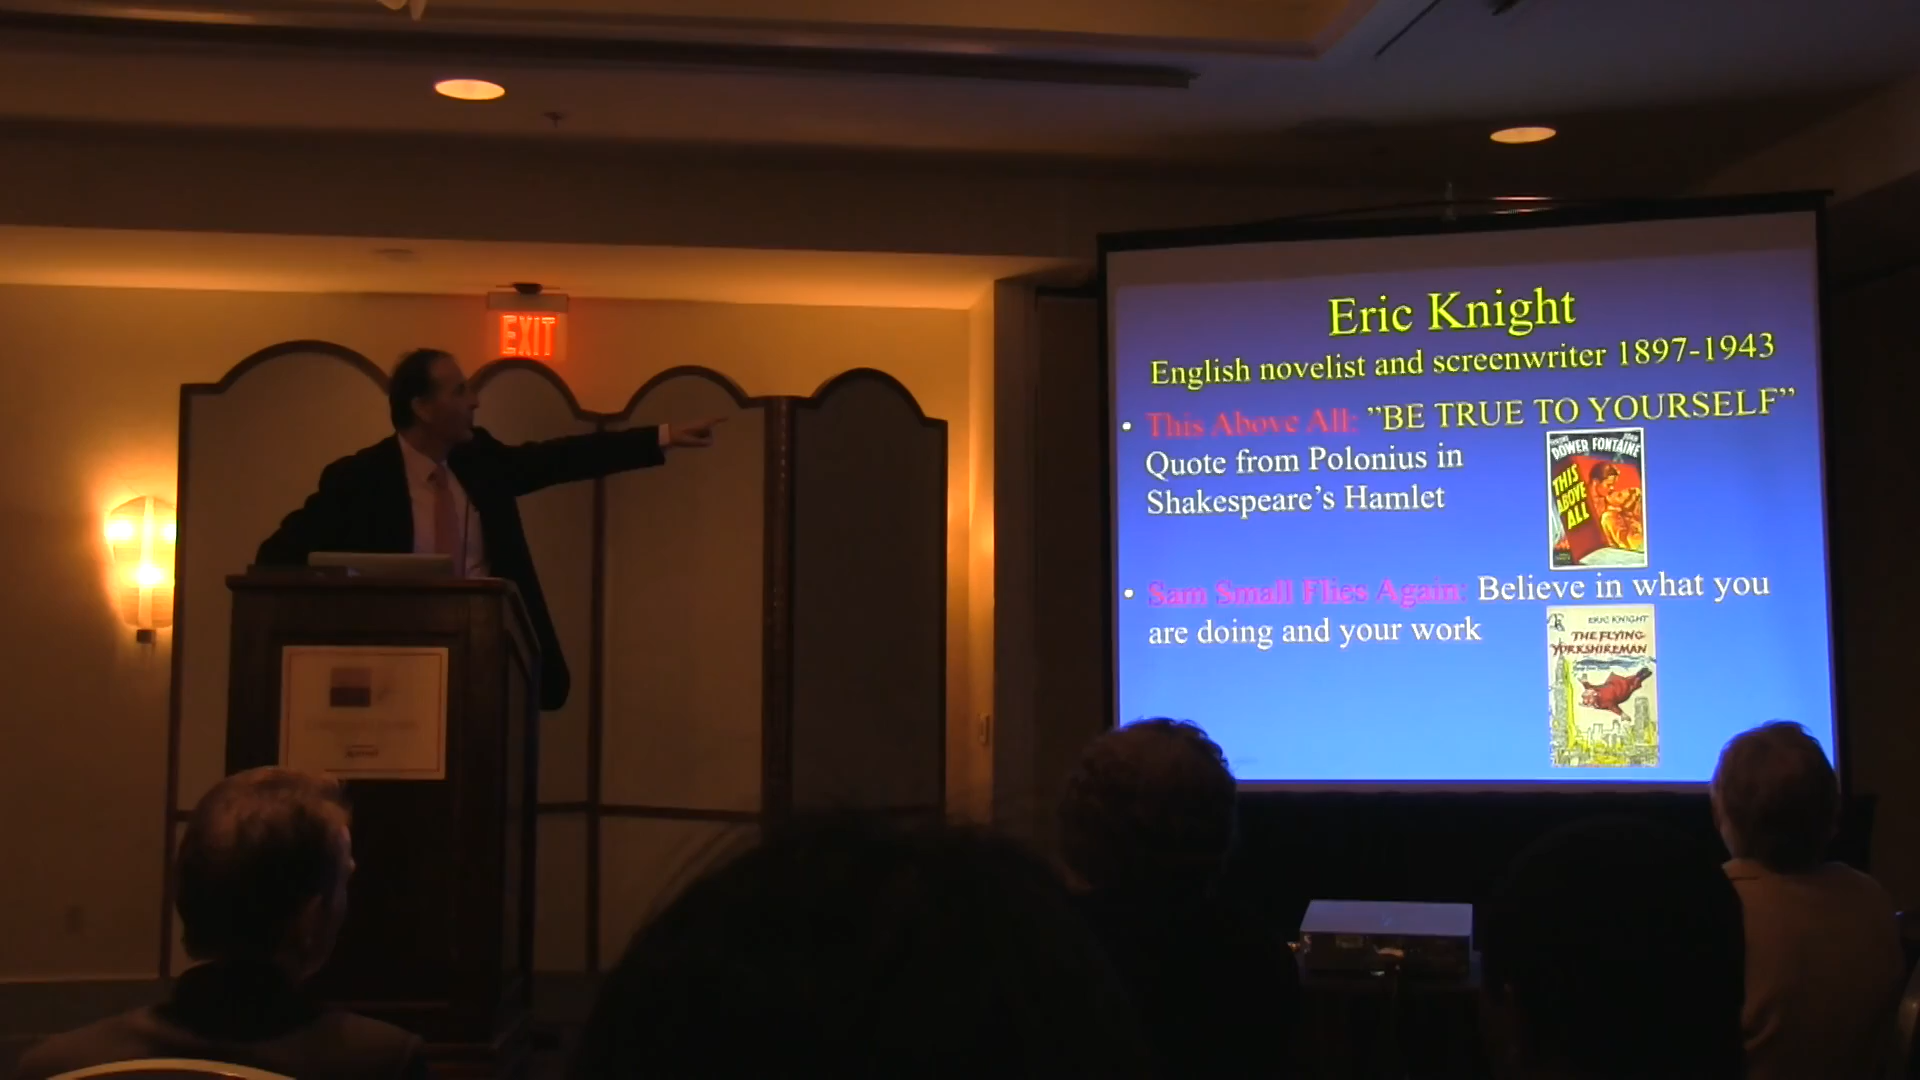 EXIT
Eric Knight
English novelist and screenwriter 1897-1943
• This Above All: ”BE TRUE TO YOURSELF”
Quote from Polonius in
Shakespeare’s Hamlet
POWER FONTAINE
THIS
ABOVE
ALL
• Sam Small Flies Again: Believe in what you
are doing and your work
ERIC KNIGHT
THE FLYING
YORKSHIREMAN